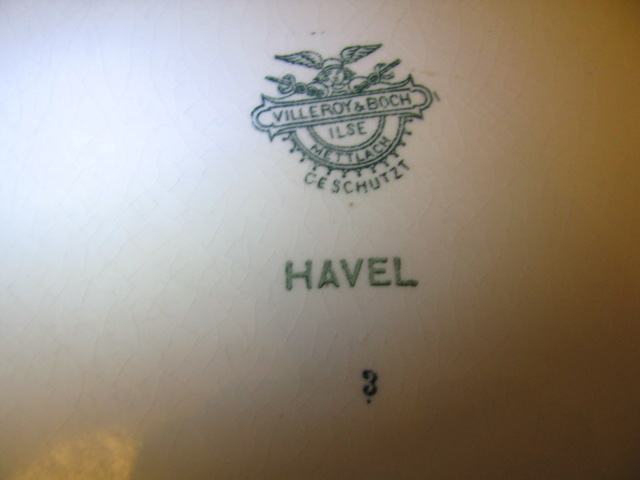 VILLEROY & BOCH
ILSE
METTLACH
GESCHUTZT
HAVEL
3